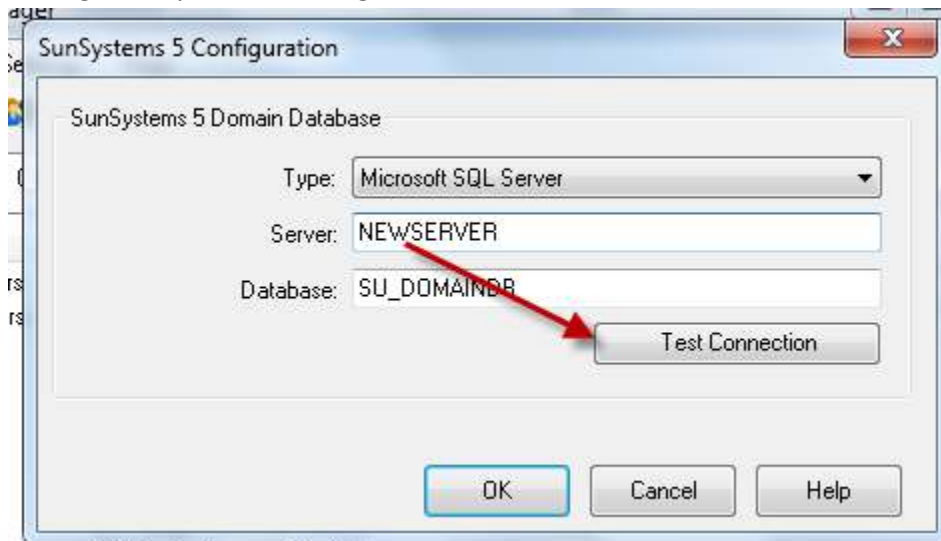 SunSystems 5 Configuration
SunSystems 5 Domain Database
Type: Microsoft SQL Server
Server: NEWSERVER
Database: SU_DOMAINDB
Test Connection
OK Cancel Help